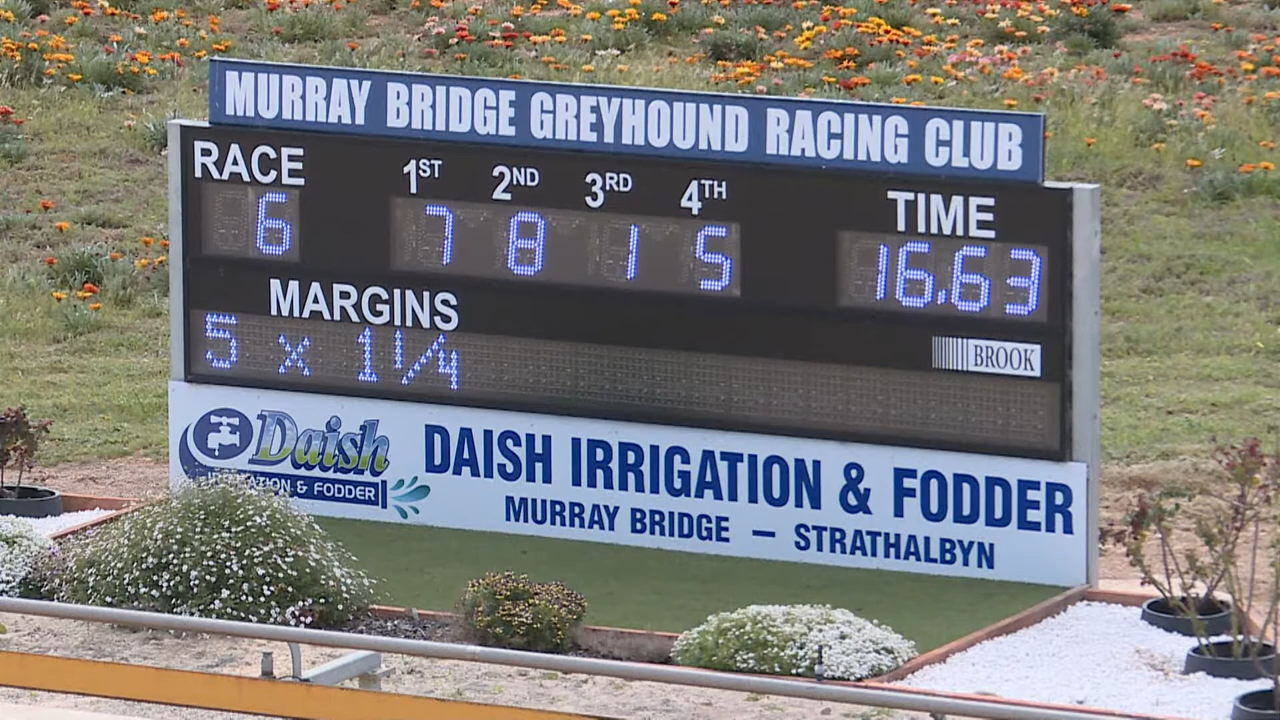 MURRAY BRIDGE GREYHOUND RACING CLUB
RACE 1ST 2ND 3RD 4TH TIME
6 7 8 1 5 16.63
MARGINS
5 x 1 1/4
BROOK
Daish
IRRIGATION & FODDER
DAISH IRRIGATION & FODDER
MURRAY BRIDGE – STRATHALBYN